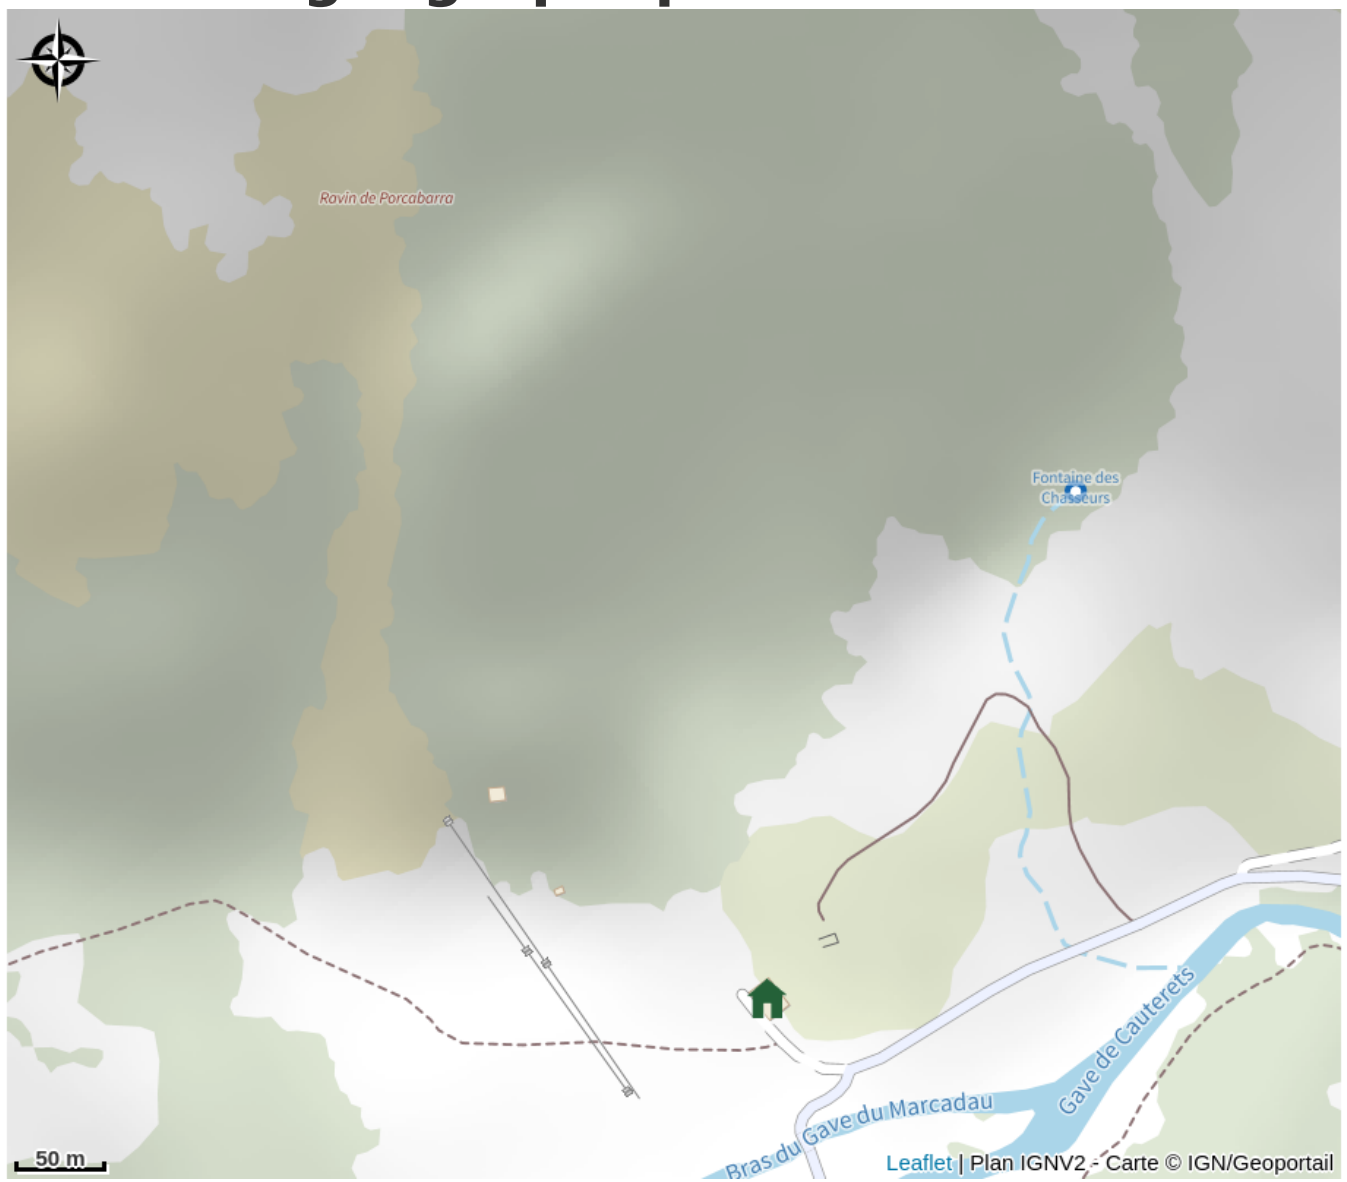 Ravin de Porcabarra
Fontaine des
Chasseurs
Gave de Cauterets
Bras du Gave du Marcadau
50 m
Leaflet | Plan IGNV2 - Carte © IGN/Geoportail